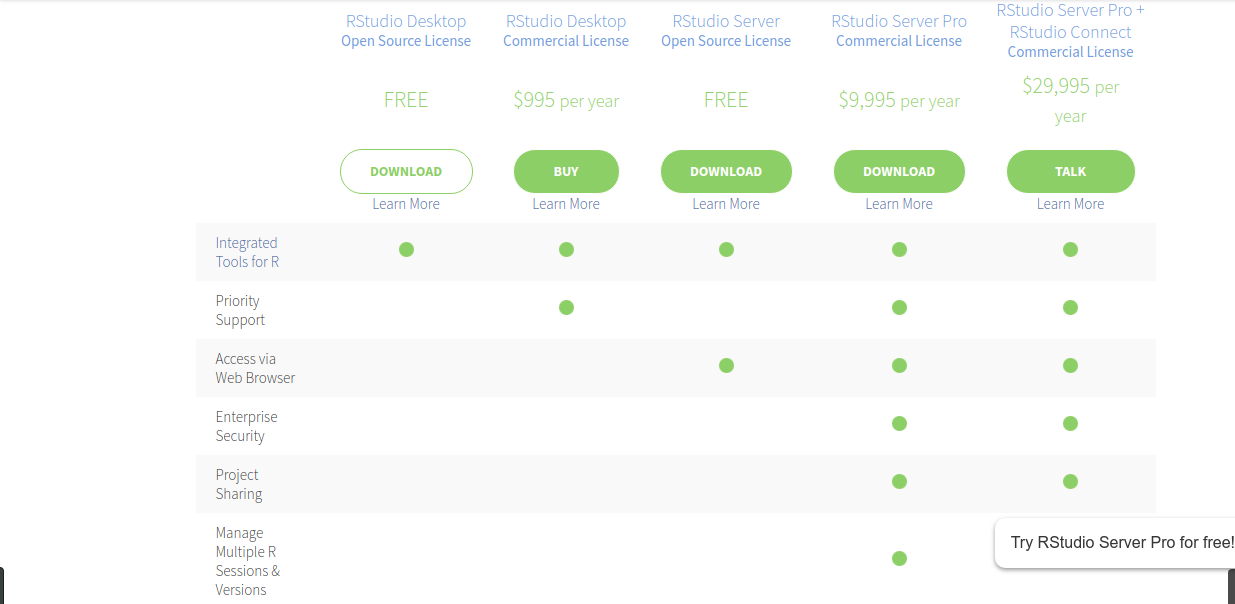 RStudio Desktop
Open Source License
FREE
DOWNLOAD
Learn More
RStudio Desktop
Commercial License
$995 per year
BUY
Learn More
RStudio Server
Open Source License
FREE
DOWNLOAD
Learn More
RStudio Server Pro
Commercial License
$9,995 per year
DOWNLOAD
Learn More
RStudio Server Pro +
RStudio Connect
Commercial License
$29,995 per
year
TALK
Learn More
Integrated
Tools for R
Priority
Support
Access via
Web Browser
Enterprise
Security
Project
Sharing
Manage
Multiple R
Sessions &
Versions
Try RStudio Server Pro for free!